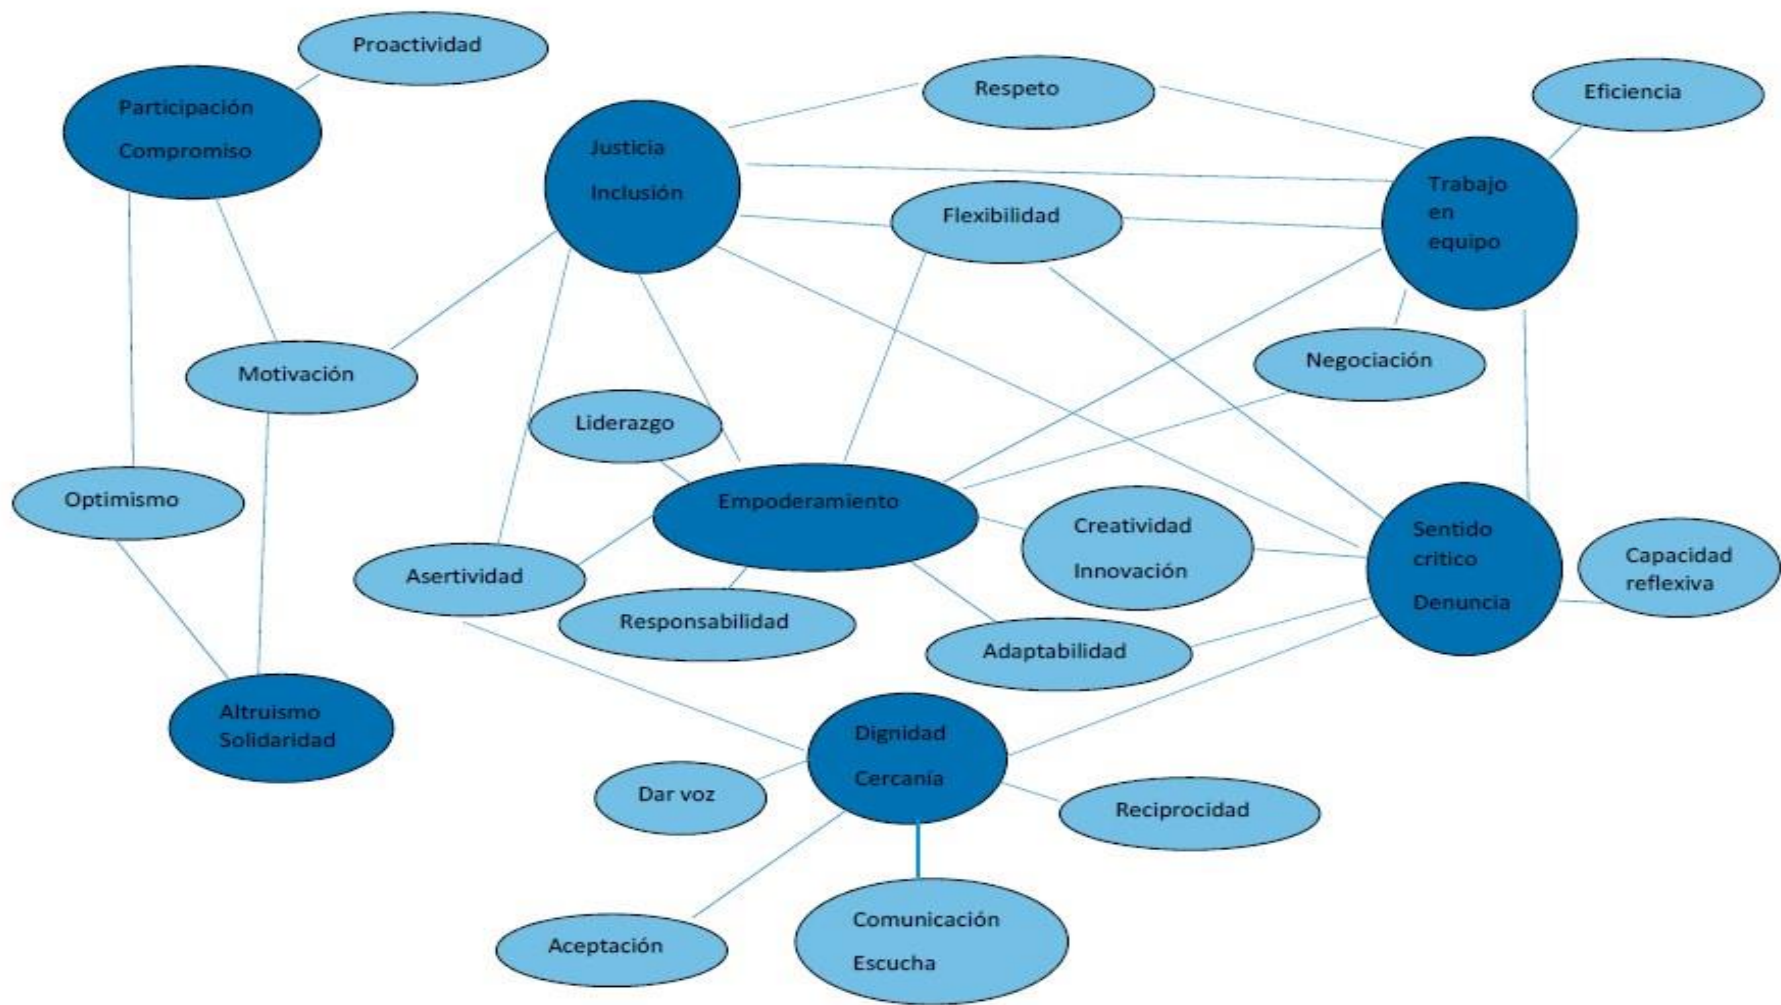 Proactividad
Participación
Compromiso
Respeto
Eficiencia
Justicia
Inclusión
Trabajo
en
equipo
Flexibilidad
Motivación
Negociación
Liderazgo
Optimismo
Empoderamiento
Creatividad
Innovación
Sentido
critico
Denuncia
Capacidad
reflexiva
Asertividad
Responsabilidad
Adaptabilidad
Altruismo
Solidaridad
Dignidad
Cercanía
Dar voz
Reciprocidad
Aceptación
Comunicación
Escucha